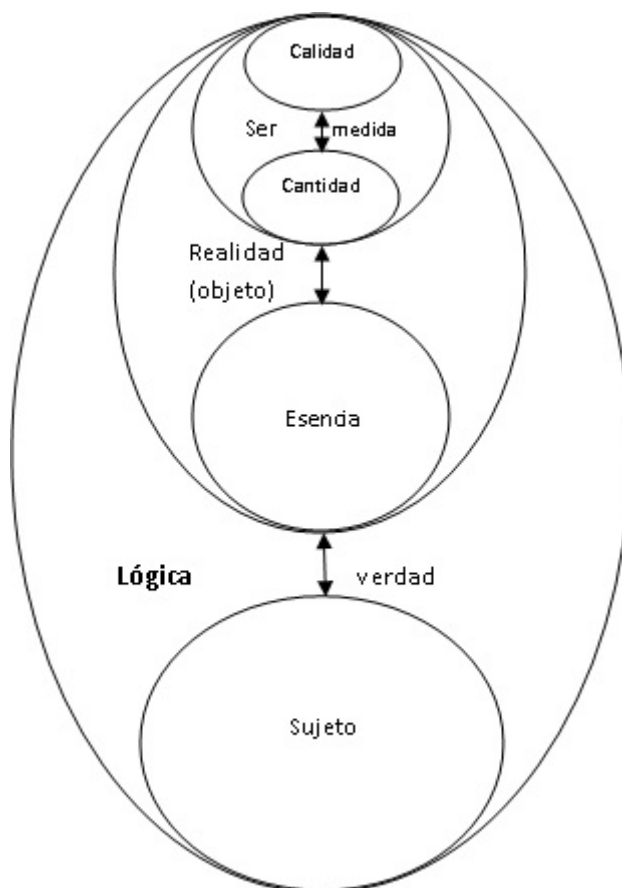 Calidad
Ser
medida
Cantidad
Realidad
(objeto)
Esencia
Lógica
verdad
Sujeto